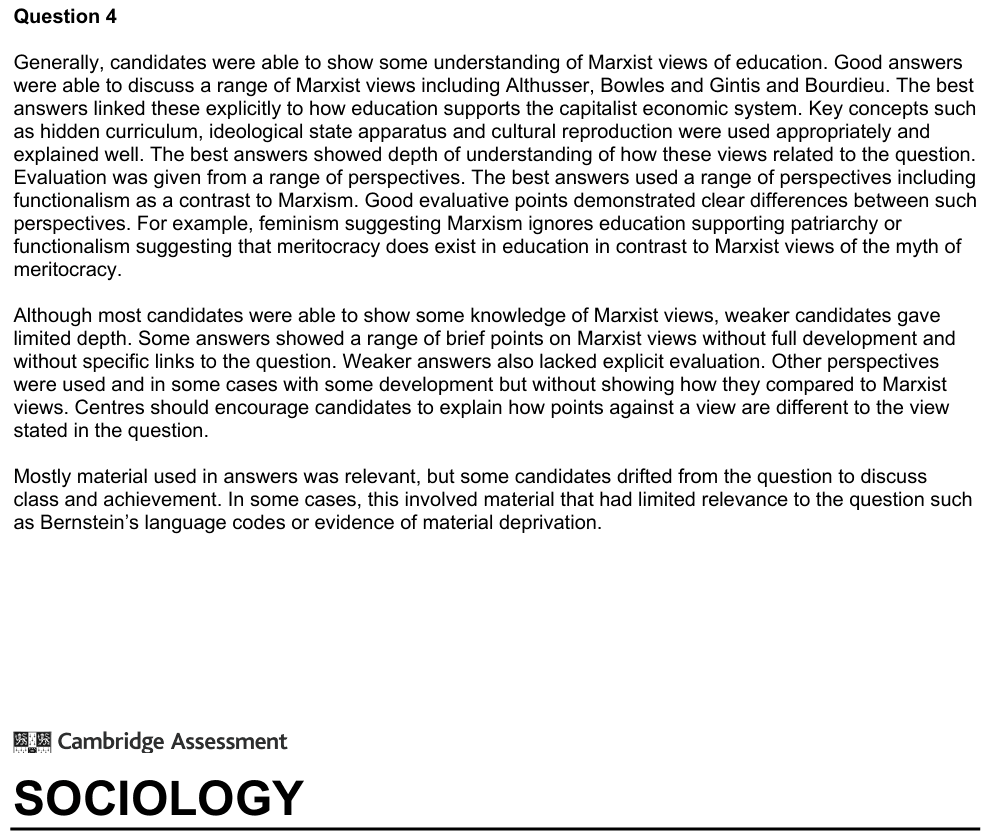 Question 4
Generally, candidates were able to show some understanding of Marxist views of education. Good answers
were able to discuss a range of Marxist views including Althusser, Bowles and Gintis and Bourdieu. The best
answers linked these explicitly to how education supports the capitalist economic system. Key concepts such
as hidden curriculum, ideological state apparatus and cultural reproduction were used appropriately and
explained well. The best answers showed depth of understanding of how these views related to the question.
Evaluation was given from a range of perspectives. The best answers used a range of perspectives including
functionalism as a contrast to Marxism. Good evaluative points demonstrated clear differences between such
perspectives. For example, feminism suggesting Marxism ignores education supporting patriarchy or
functionalism suggesting that meritocracy does exist in education in contrast to Marxist views of the myth of
meritocracy.
Although most candidates were able to show some knowledge of Marxist views, weaker candidates gave
limited depth. Some answers showed a range of brief points on Marxist views without full development and
without specific links to the question. Weaker answers also lacked explicit evaluation. Other perspectives
were used and in some cases with some development but without showing how they compared to Marxist
views. Centres should encourage candidates to explain how points against a view are different to the view
stated in the question.
Mostly material used in answers was relevant, but some candidates drifted from the question to discuss
class and achievement. In some cases, this involved material that had limited relevance to the question such
as Bernstein's language codes or evidence of material deprivation.
Cambridge Assessment
SOCIOLOGY